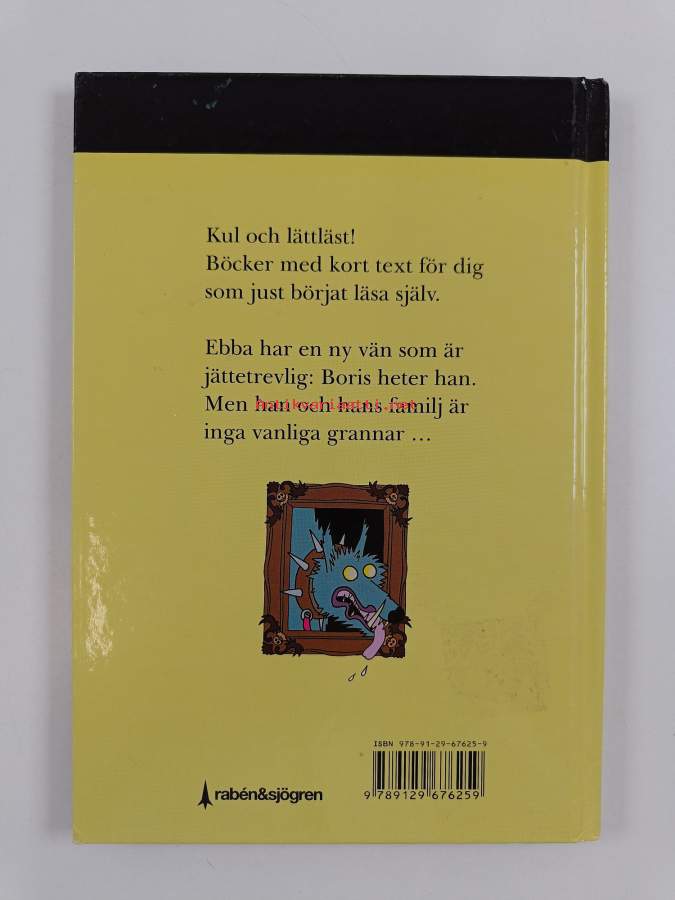 Kul och lättläst!
Böcker med kort text för dig
som just börjat läsa själv.
Ebba har en ny vän som är
jättetrevlig: Boris heter han.
Men han och hans familj är
antikvariaatti.net
inga vanliga grannar …
ISBN 978-91-29-67625-9
9 789129 676259
rabén&sjögren